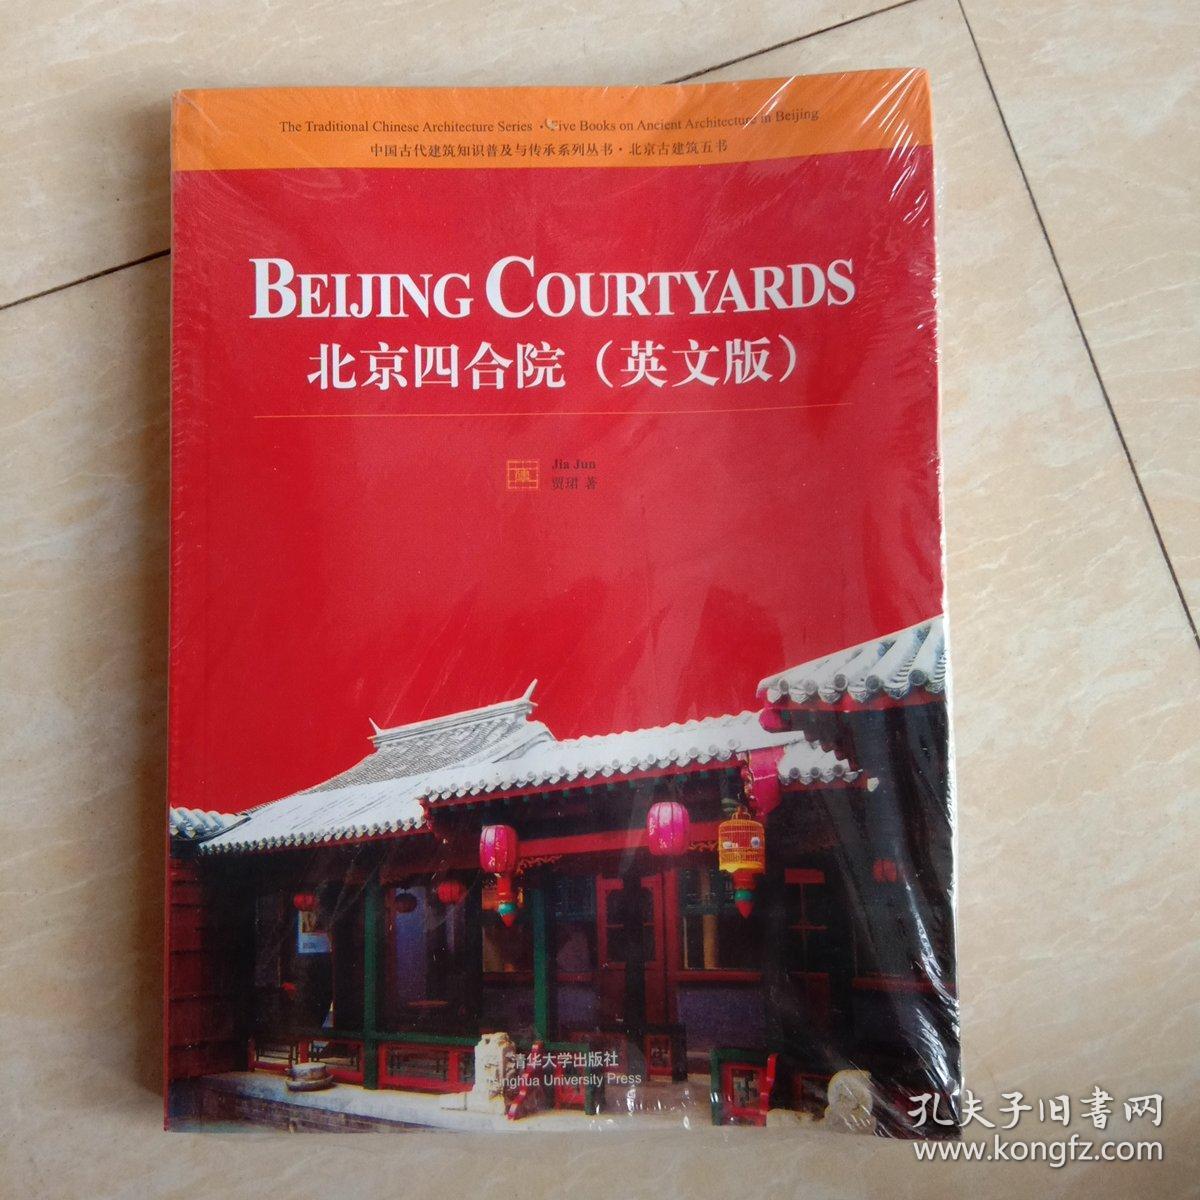 The Traditional Chinese Architecture Series · Five Books on Ancient Architecture in Beijing
中国古代建筑知识普及与传承系列丛书·北京古建筑五书
BEIJING COURTYARDS
北京四合院（英文版）
Jia Jun
贾珺 著
清华大学出版社
Tsinghua University Press
孔夫子旧書网
www.kongfz.com